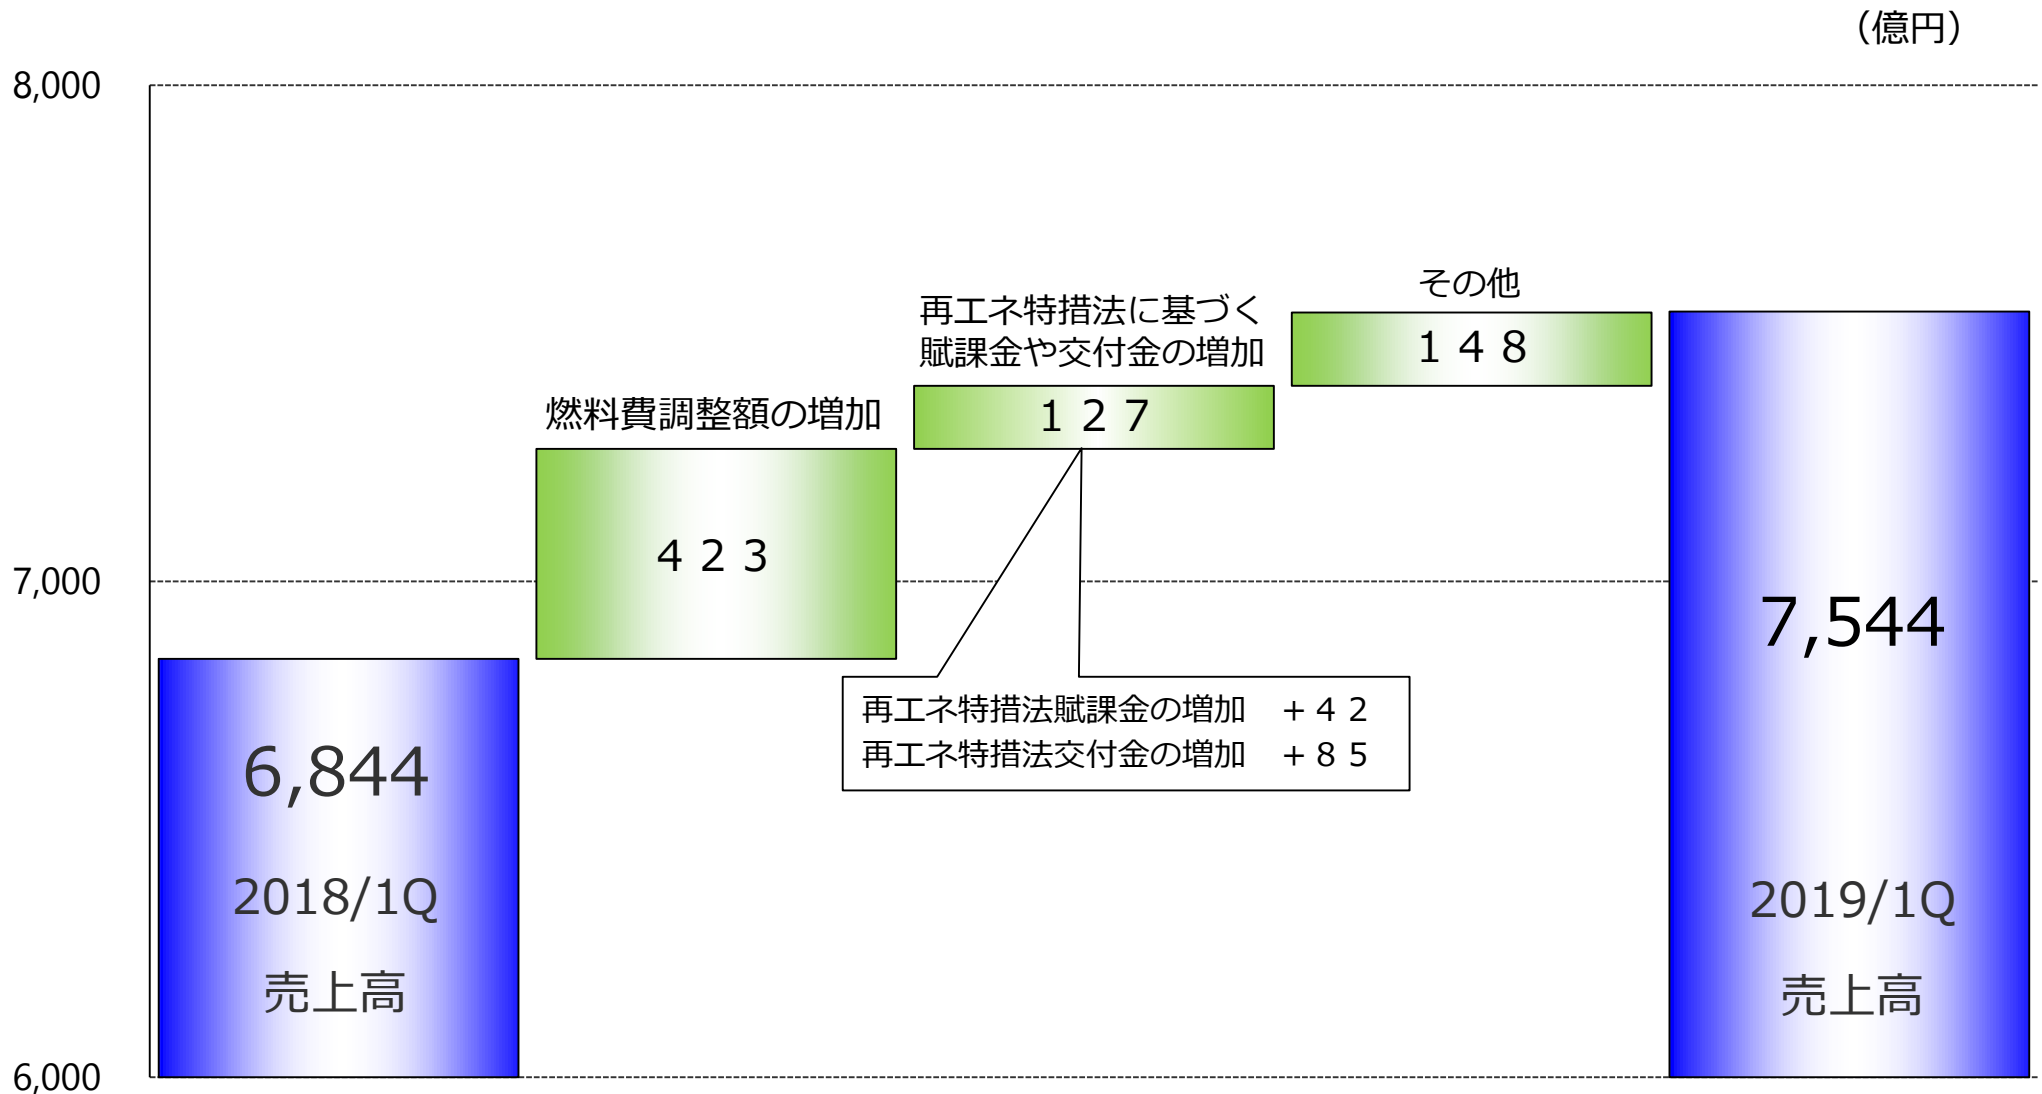 （億円）
8,000
その他
再エネ特措法に基づく
賦課金や交付金の増加
１４８
燃料費調整額の増加
１２７
４２３
7,000
7,544
再エネ特措法賦課金の増加　＋４２
再エネ特措法交付金の増加　＋８５
6,844
2018/1Q
売上高
2019/1Q
売上高
6,000